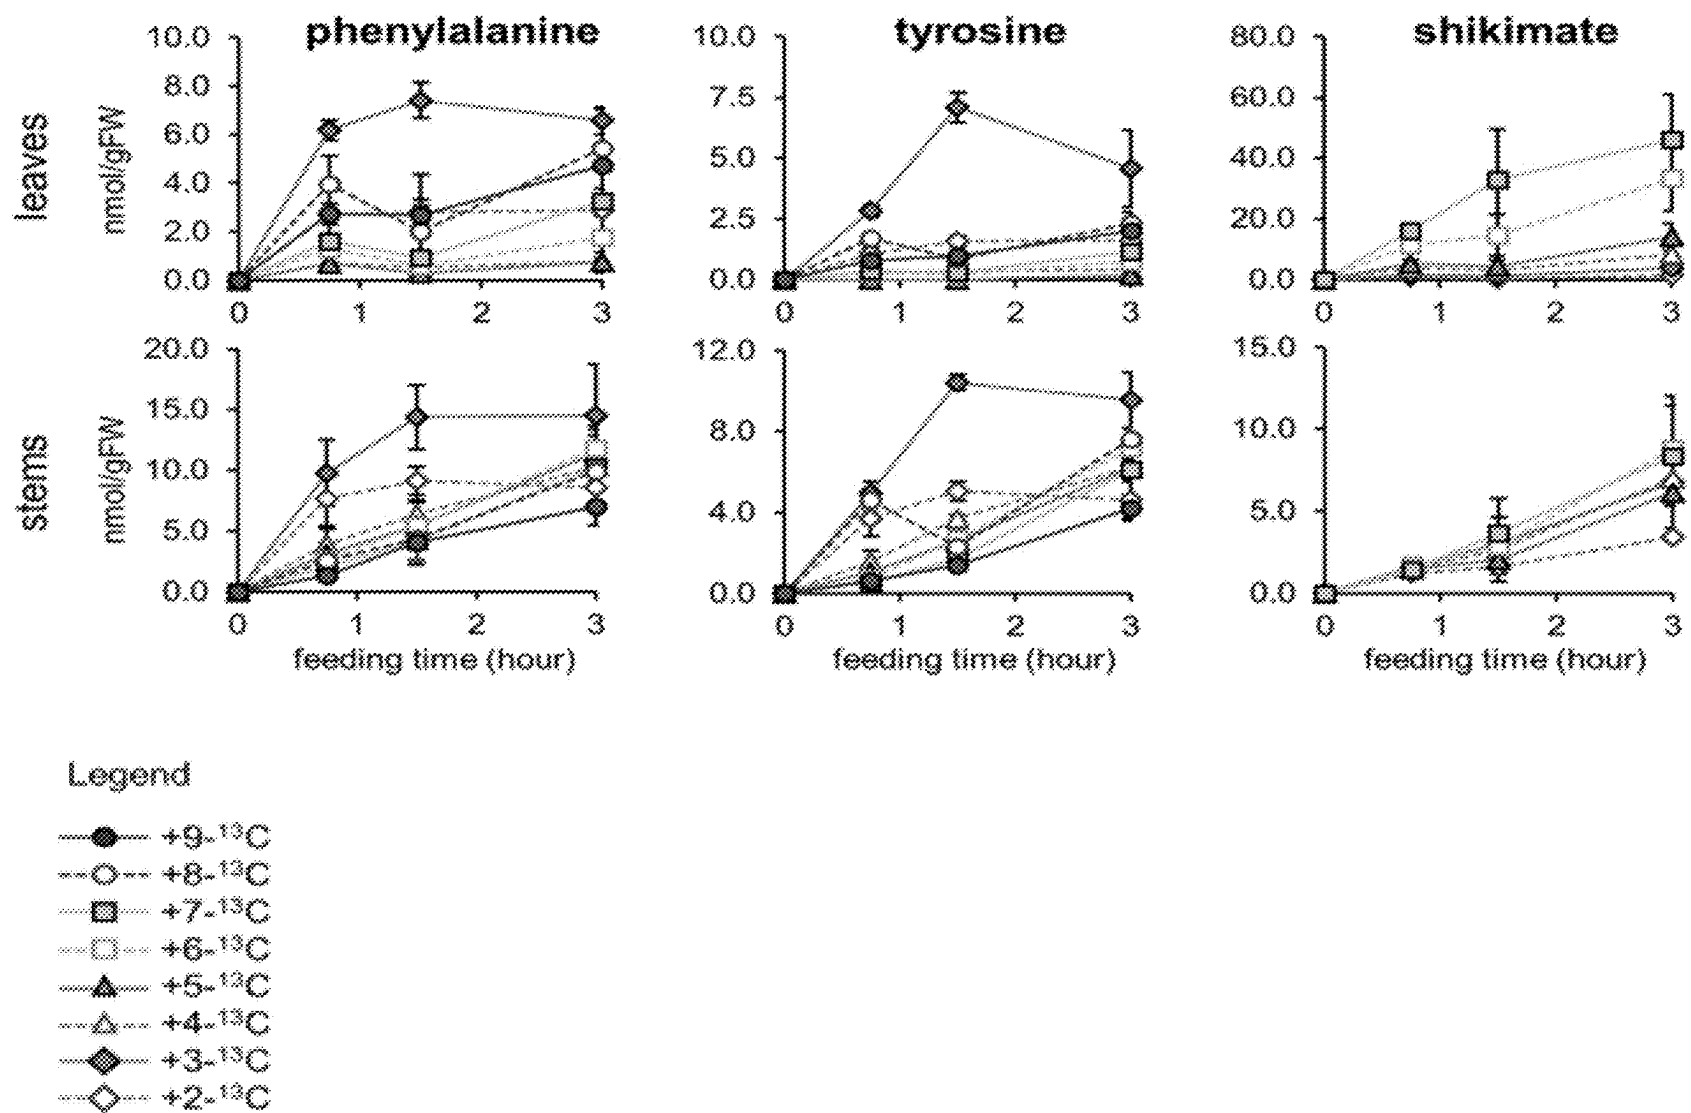 phenylalanine
tyrosine
shikimate
leaves
nmol/gFW
10.0
8.0
6.0
4.0
2.0
0.0
0 1 2 3
10.0
7.5
5.0
2.5
0.0
0 1 2 3
80.0
60.0
40.0
20.0
0.0
0 1 2 3
stems
nmol/gFW
20.0
15.0
10.0
5.0
0.0
0 1 2 3
feeding time (hour)
12.0
8.0
4.0
0.0
0 1 2 3
feeding time (hour)
15.0
10.0
5.0
0.0
0 1 2 3
feeding time (hour)
Legend
+9-¹³C
+8-¹³C
+7-¹³C
+6-¹³C
+5-¹³C
+4-¹³C
+3-¹³C
+2-¹³C